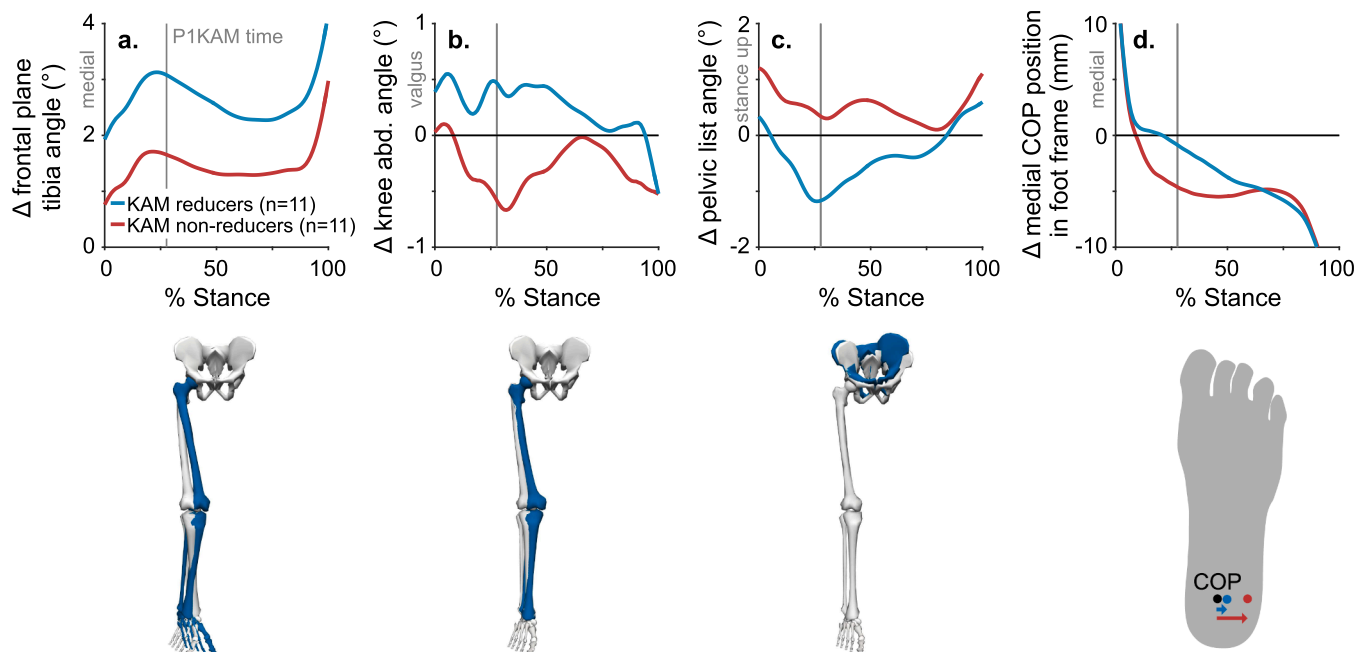 a.
P1KAM time
Δ frontal plane
tibia angle (°)
medial
4
2
0
KAM reducers (n=11)
KAM non-reducers (n=11)
0
50
100
% Stance
b.
Δ knee abd. angle (°)
valgus
1
0
-1
0
50
100
% Stance
c.
Δ pelvic list angle (°)
stance up
2
0
-2
0
50
100
% Stance
d.
Δ medial COP position
in foot frame (mm)
medial
10
0
-10
0
50
100
% Stance
COP